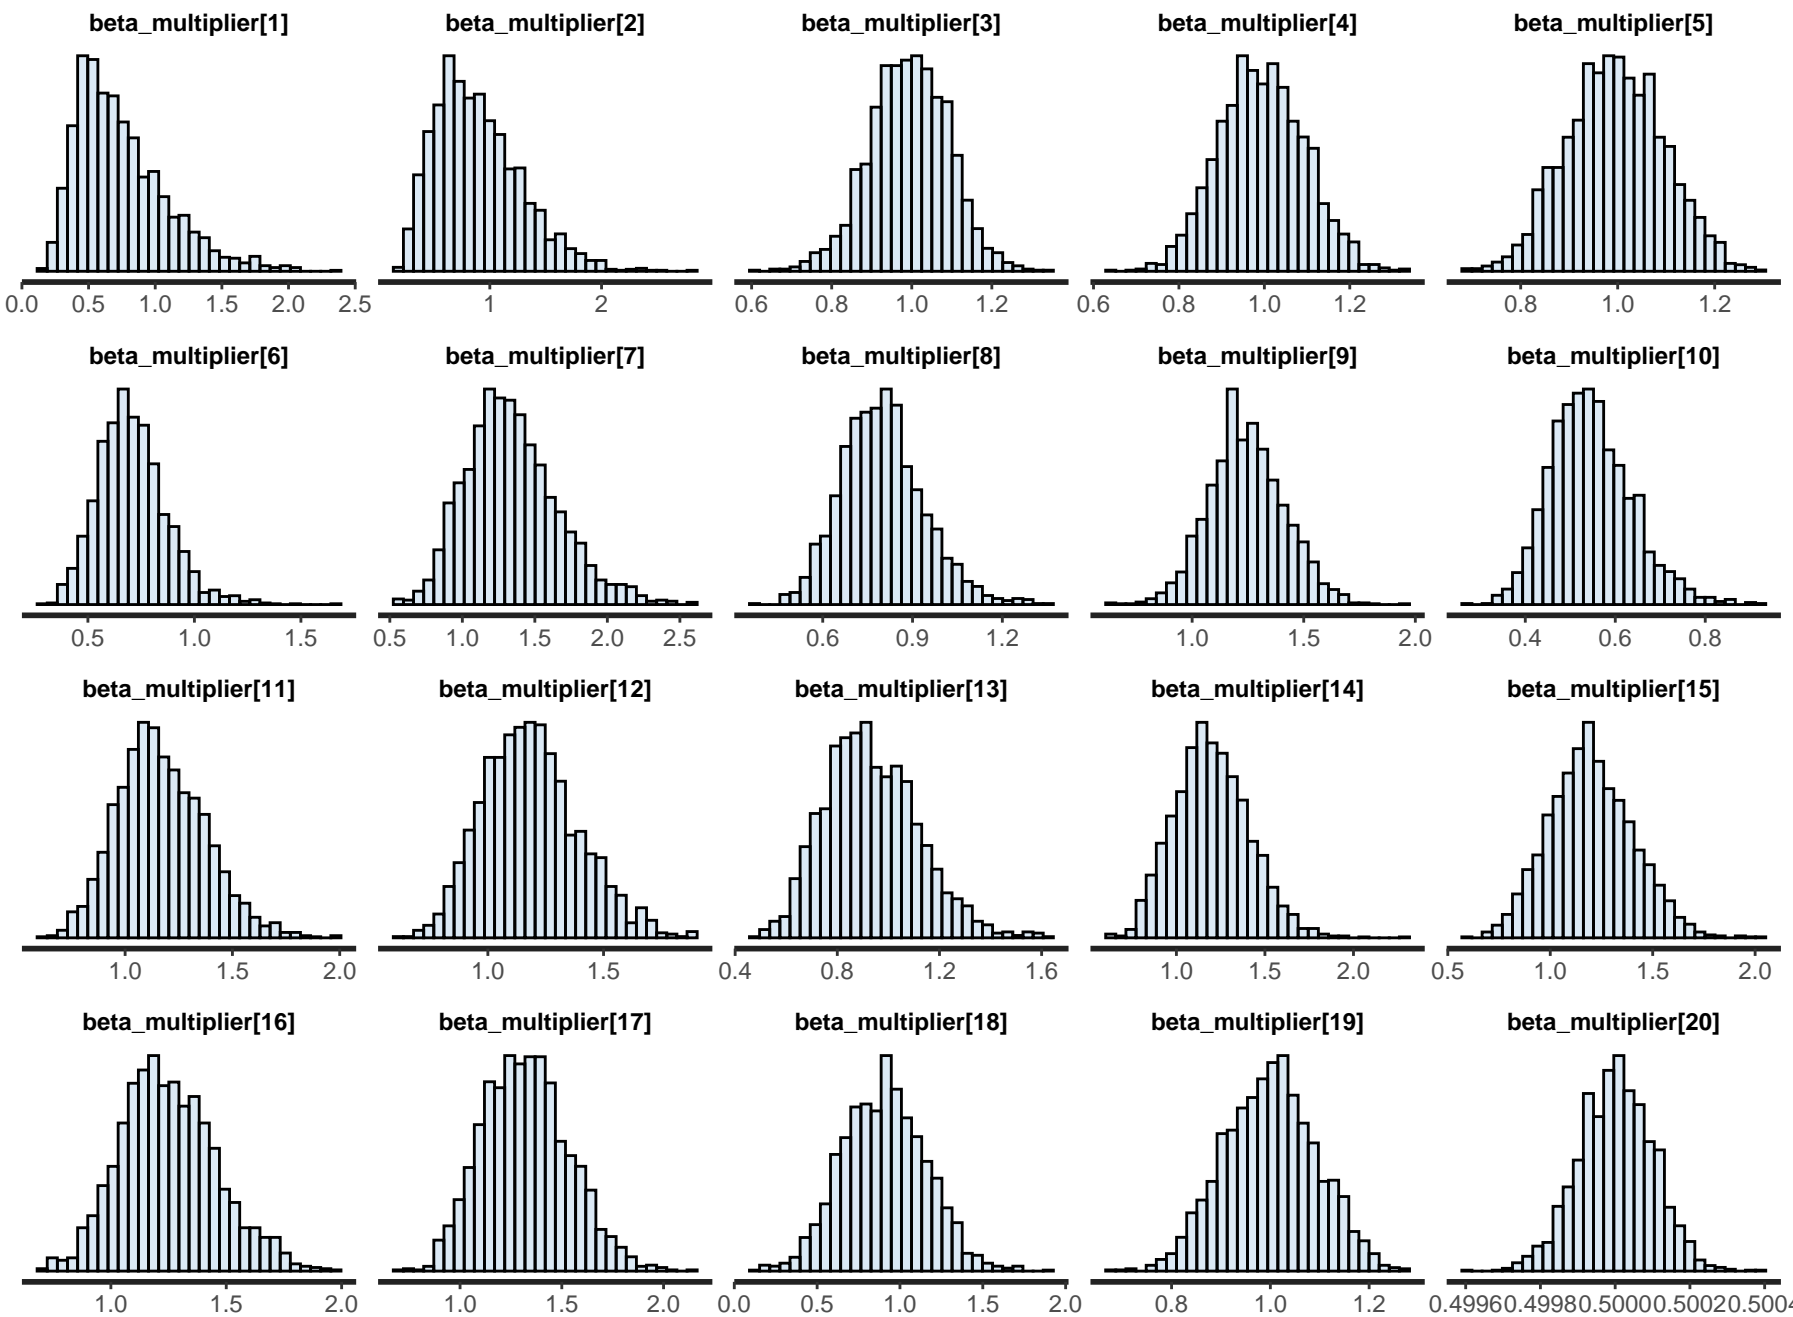 beta_multiplier[1] beta_multiplier[2] beta_multiplier[3] beta_multiplier[4] beta_multiplier[5]
0.0 0.5 1.0 1.5 2.0 2.5 1 2 0.6 0.8 1.0 1.2 0.6 0.8 1.0 1.2 0.8 1.0 1.2
beta_multiplier[6] beta_multiplier[7] beta_multiplier[8] beta_multiplier[9] beta_multiplier[10]
0.5 1.0 1.5 0.5 1.0 1.5 2.0 2.5 0.6 0.9 1.2 1.0 1.5 2.0 0.4 0.6 0.8
beta_multiplier[11] beta_multiplier[12] beta_multiplier[13] beta_multiplier[14] beta_multiplier[15]
1.0 1.5 2.0 1.0 1.5 0.4 0.8 1.2 1.6 1.0 1.5 2.0 0.5 1.0 1.5 2.0
beta_multiplier[16] beta_multiplier[17] beta_multiplier[18] beta_multiplier[19] beta_multiplier[20]
1.0 1.5 2.0 1.0 1.5 2.0 0.0 0.5 1.0 1.5 2.0 0.8 1.0 1.2 0.4996 0.4998 0.5000 0.5002 0.5004